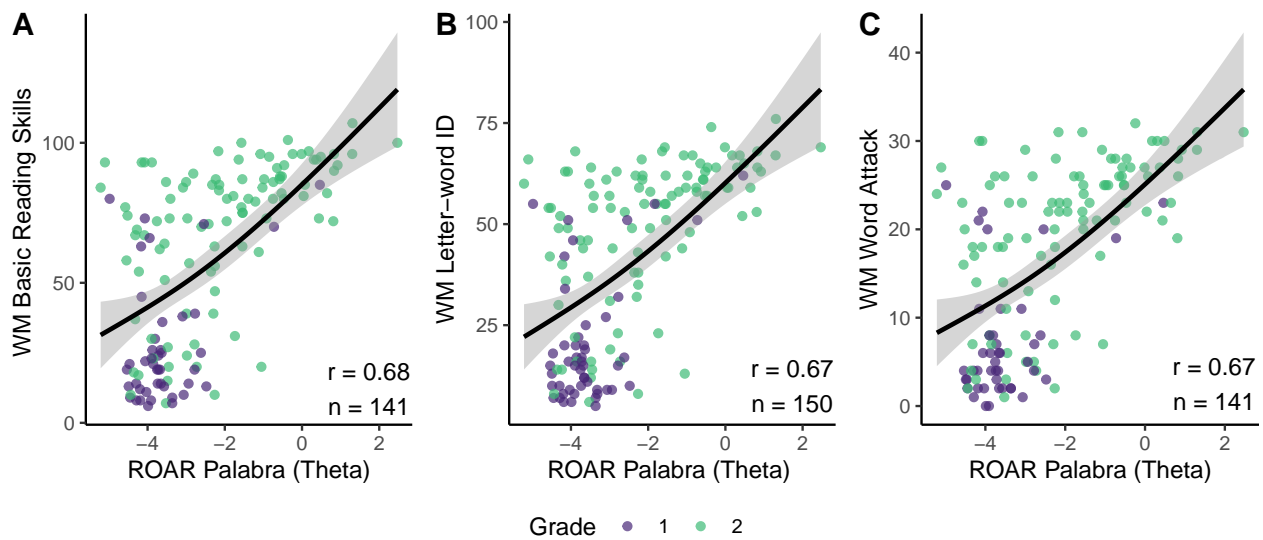 A
WM Basic Reading Skills
100
50
0
−4 −2 0 2
ROAR Palabra (Theta)
r = 0.68
n = 141
B
WM Letter−word ID
100
75
50
25
−4 −2 0 2
ROAR Palabra (Theta)
r = 0.67
n = 150
C
WM Word Attack
40
30
20
10
0
−4 −2 0 2
ROAR Palabra (Theta)
r = 0.67
n = 141
Grade 1 2